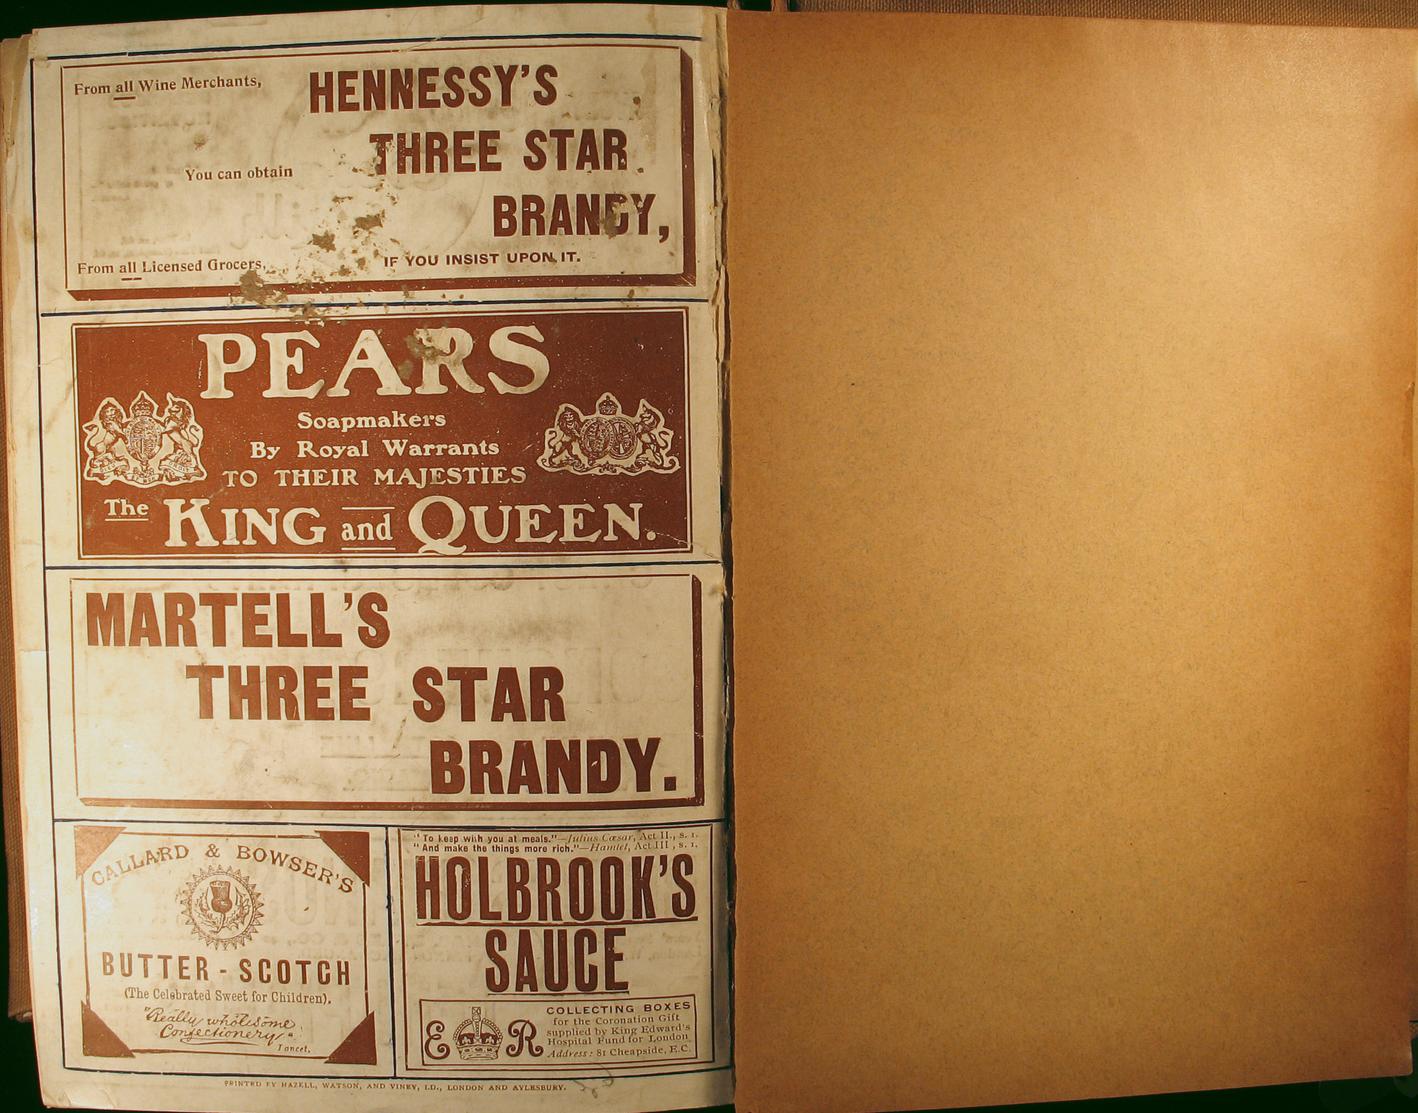 From all Wine Merchants,
HENNESSY'S
THREE STAR
You can obtain
BRANDY,
From all Licensed Grocers,
IF YOU INSIST UPON IT.
PEARS
Soapmakers
By Royal Warrants
TO THEIR MAJESTIES
The KING and QUEEN.
MARTELL'S
THREE STAR
BRANDY.
CALLARD & BOWSER'S
BUTTER-SCOTCH
(The Celebrated Sweet for Children).
"Really wholesome
Confectionery."
Lancet.
"To keep with you at meals."—Julius Cæsar, Act II., s. 1.
"And make the things more rich."—Hamlet, Act III., s. 1.
HOLBROOK'S
SAUCE
E R
COLLECTING BOXES
for the Coronation Gift
supplied by King Edward's
Hospital Fund for London
Address: 81 Cheapside, E.C.
PRINTED BY HAZELL, WATSON, AND VINEY, LD., LONDON AND AYLESBURY.